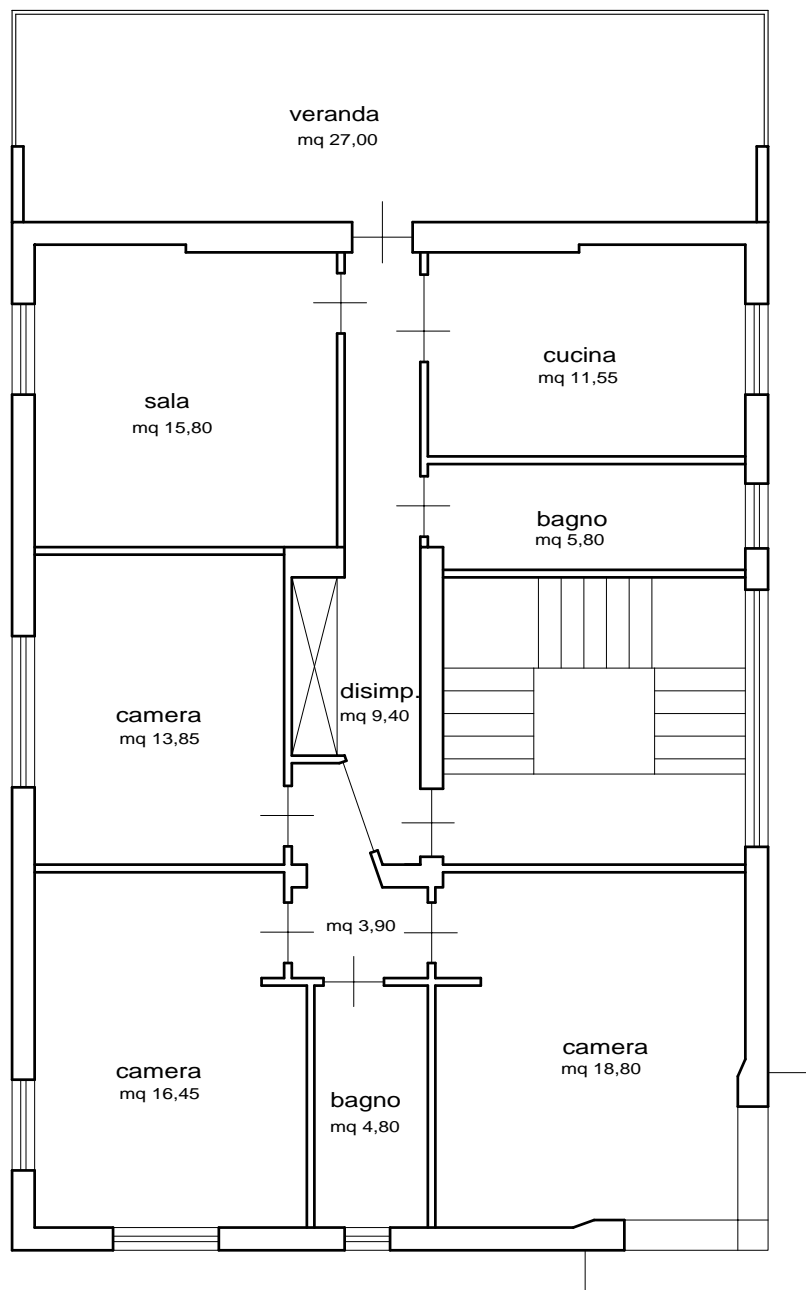 veranda
mq 27,00
cucina
mq 11,55
sala
mq 15,80
bagno
mq 5,80
disimp.
mq 9,40
camera
mq 13,85
mq 3,90
camera
mq 16,45
bagno
mq 4,80
camera
mq 18,80